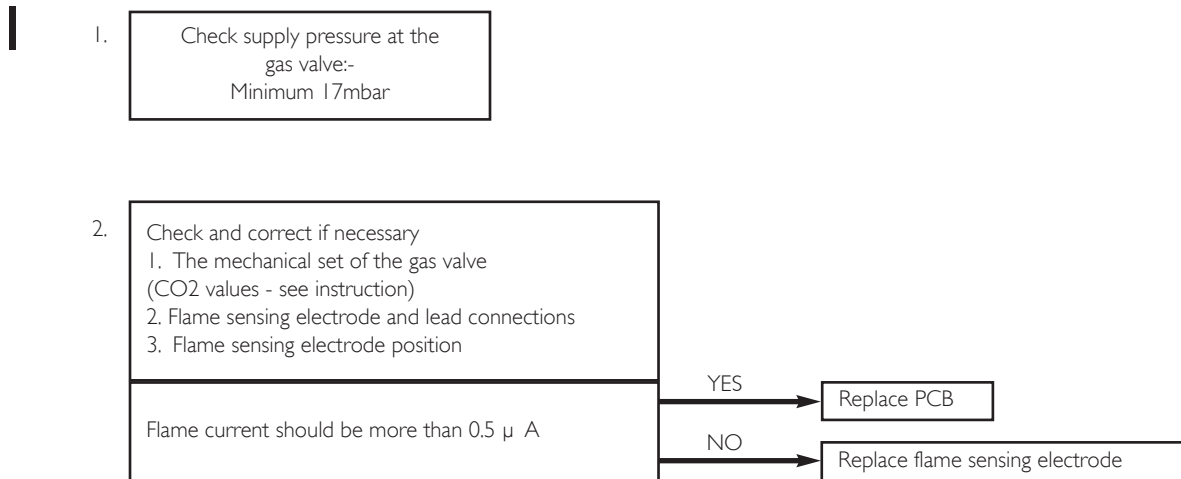 1.
Check supply pressure at the
gas valve:-
Minimum 17mbar
2.
Check and correct if necessary
1. The mechanical set of the gas valve
(CO2 values - see instruction)
2. Flame sensing electrode and lead connections
3. Flame sensing electrode position
Flame current should be more than 0.5 μ A
YES
Replace PCB
NO
Replace flame sensing electrode